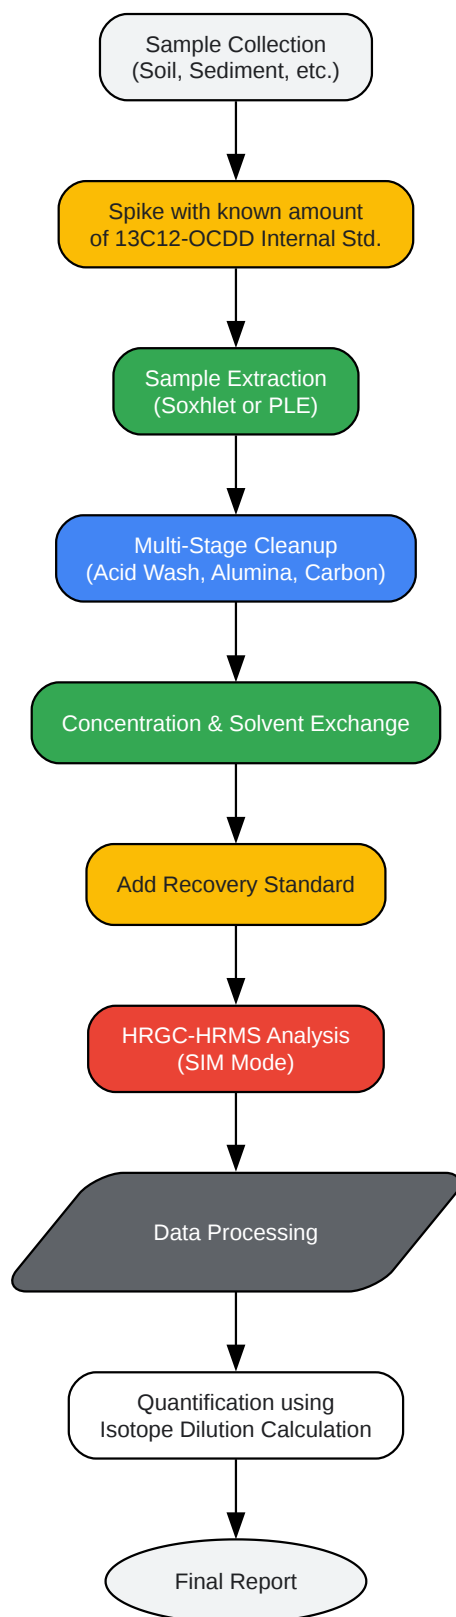 Sample Collection
(Soil, Sediment, etc.)
Spike with known amount
of 13C12-OCDD Internal Std.
Sample Extraction
(Soxhlet or PLE)
Multi-Stage Cleanup
(Acid Wash, Alumina, Carbon)
Concentration & Solvent Exchange
Add Recovery Standard
HRGC-HRMS Analysis
(SIM Mode)
Data Processing
Quantification using
Isotope Dilution Calculation
Final Report